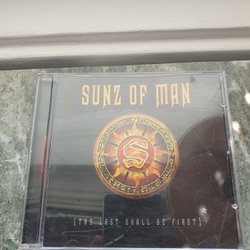 SUNZ OF MAN
S
[THE LAST SHALL BE FIRST]